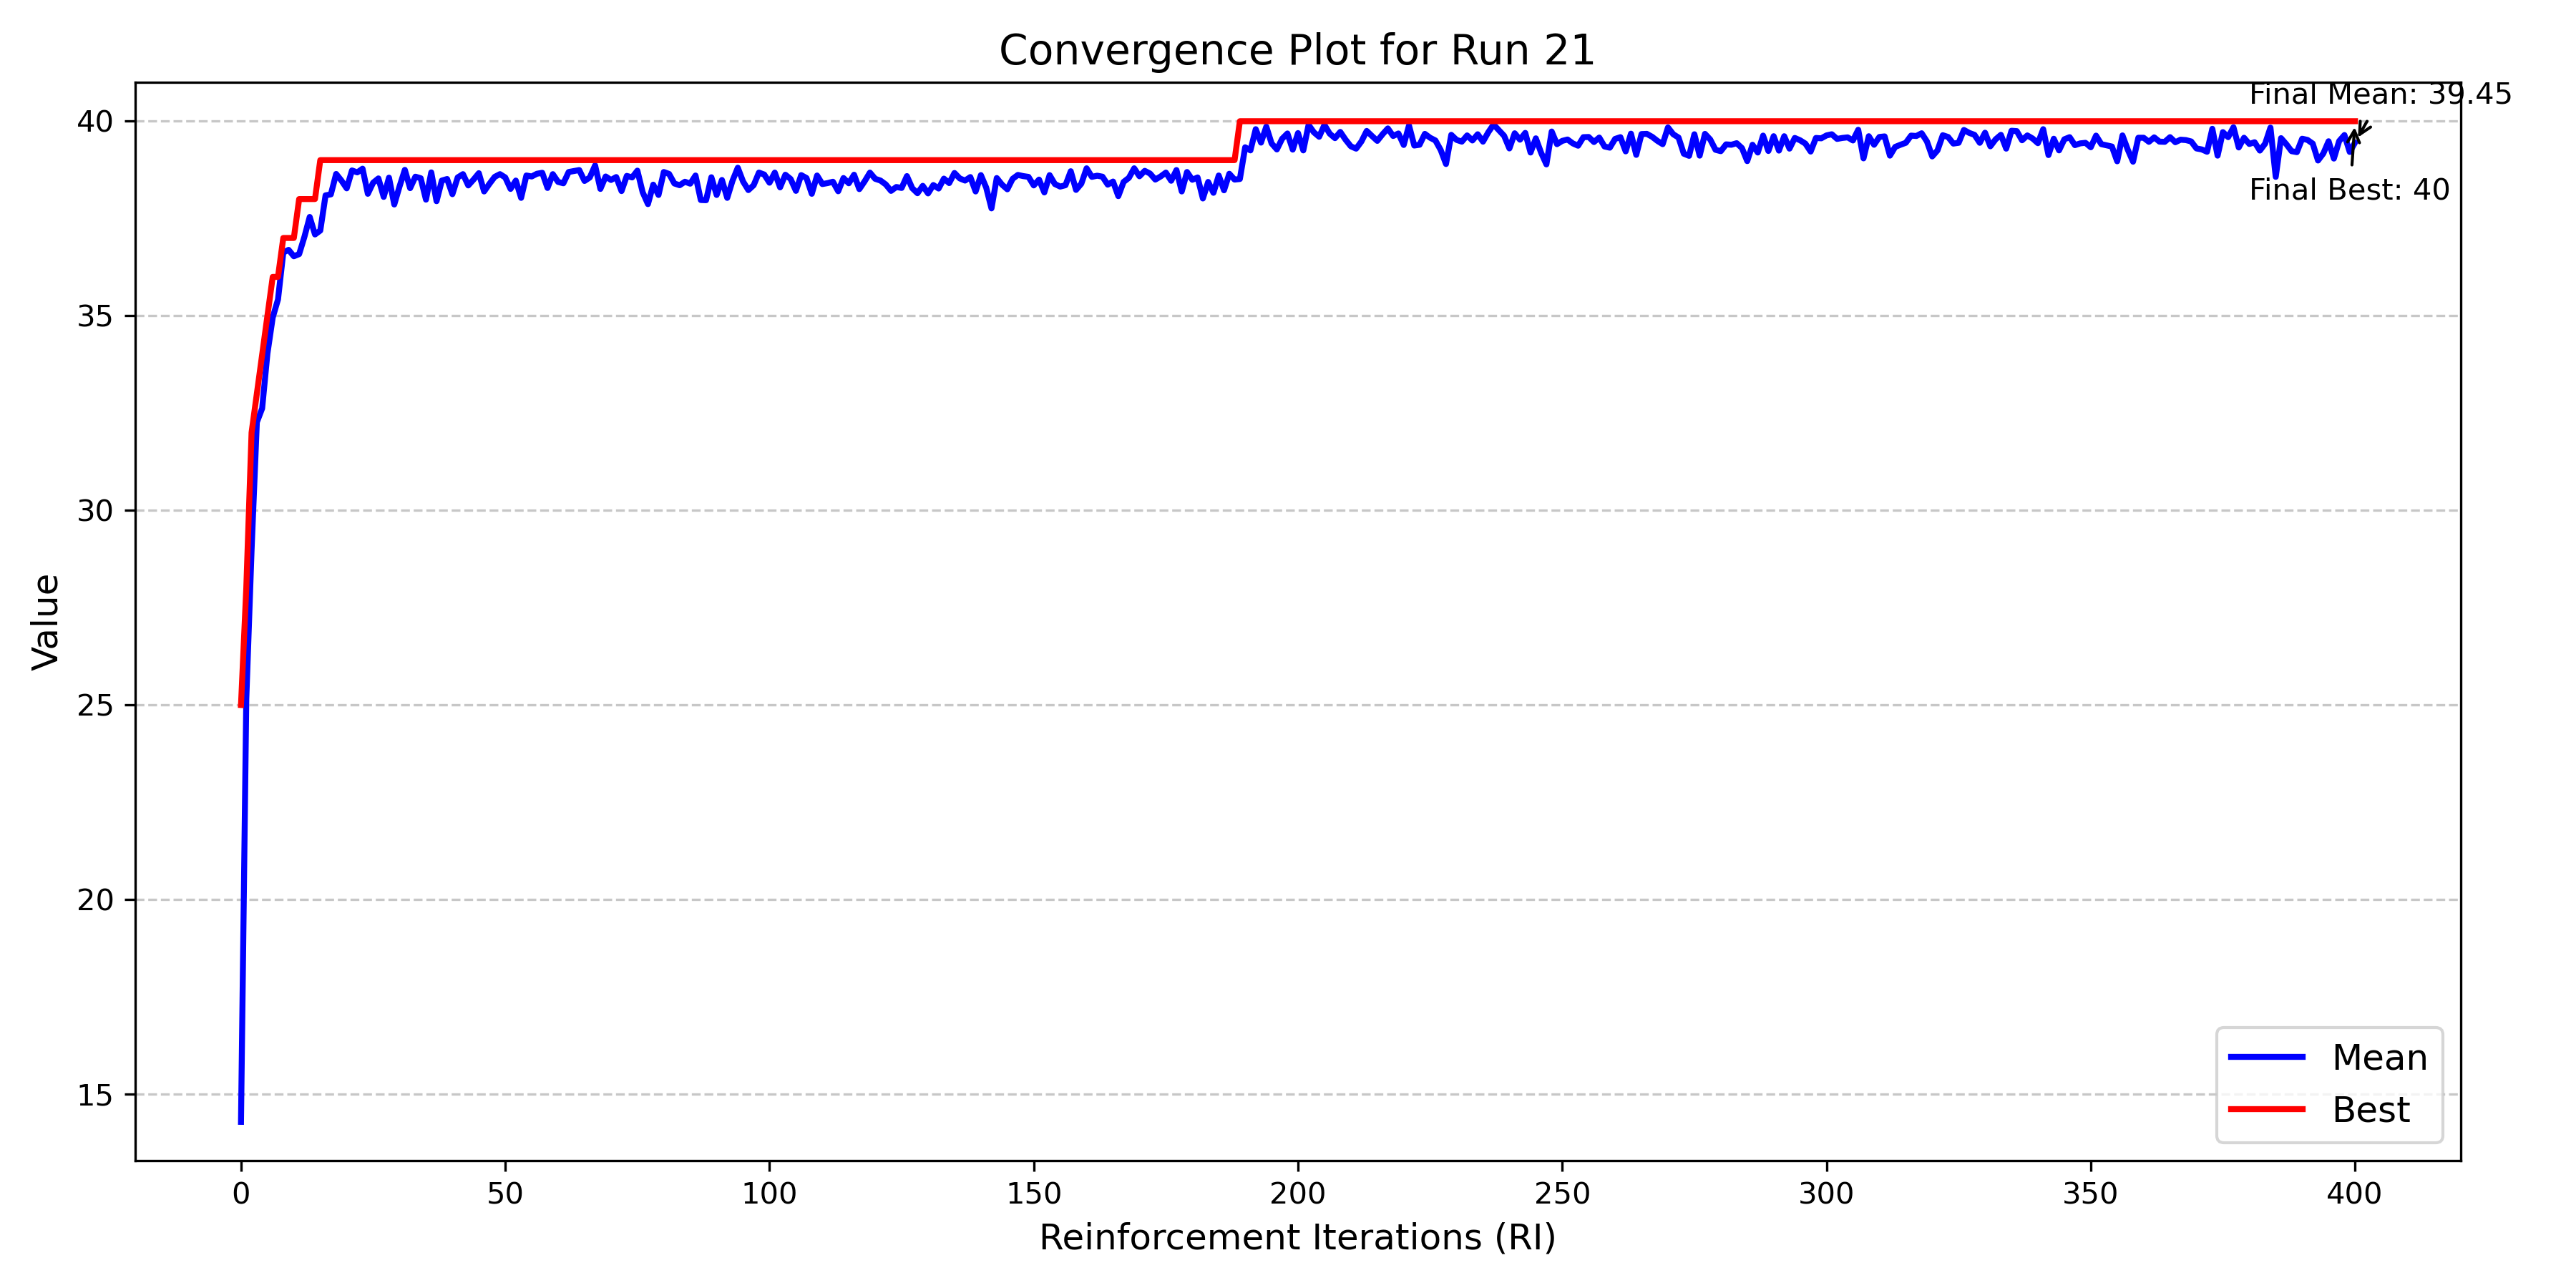 Convergence Plot for Run 21
Final Mean: 39.45
Final Best: 40
Value
40
35
30
25
20
15
0 50 100 150 200 250 300 350 400
Reinforcement Iterations (RI)
Mean
Best